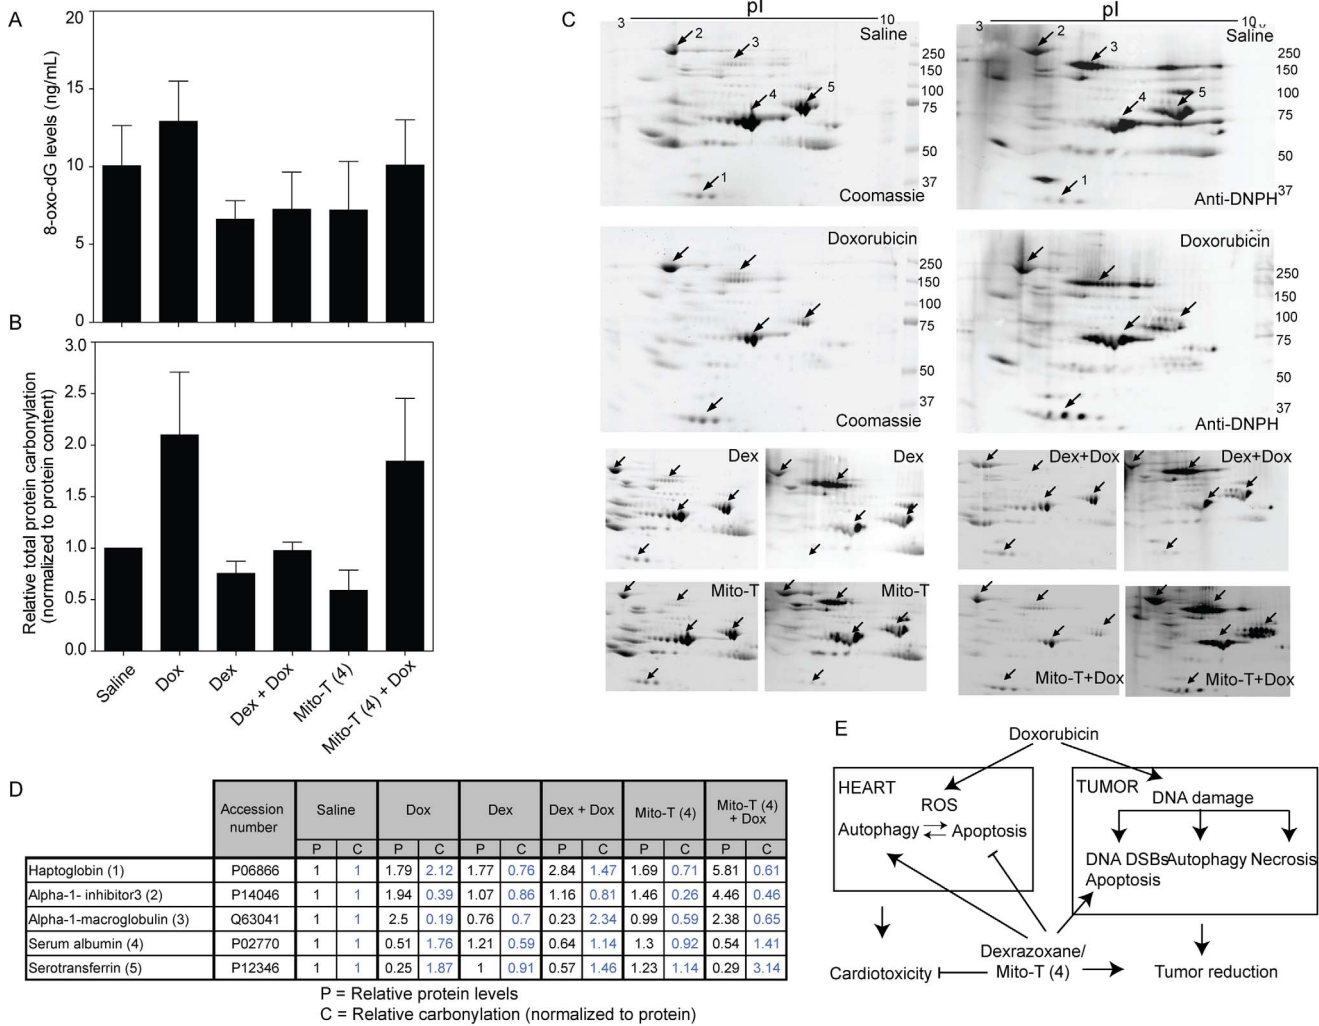 A
20
15
10
5
0
8-oxo-dG levels (ng/mL)
B
3.0
2.5
2.0
1.5
1.0
0.5
0.0
Relative total protein carbonylation
(normalized to protein content)
Saline
Dox
Dex
Dex + Dox
Mito-T (4)
Mito-T (4) + Dox
C
pI
3
10
Saline
2
3
4
5
1
250
150
100
75
50
37
Coomassie
pI
3
10
Saline
2
3
4
5
1
250
150
100
75
50
37
Anti-DNPH
Doxorubicin
250
150
100
75
50
37
Coomassie
Doxorubicin
250
150
100
75
50
37
Anti-DNPH
Dex
Dex
Dex+Dox
Dex+Dox
Mito-T
Mito-T
Mito-T+Dox
Mito-T+Dox
D
Accession number Saline Dox Dex Dex + Dox Mito-T (4) Mito-T (4) + Dox
P C P C P C P C P C P C
Haptoglobin (1) P06866 1 1 1.79 2.12 1.77 0.76 2.84 1.47 1.69 0.71 5.81 0.61
Alpha-1- inhibitor3 (2) P14046 1 1 1.94 0.39 1.07 0.86 1.16 0.81 1.46 0.26 4.46 0.46
Alpha-1-macroglobulin (3) Q63041 1 1 2.5 0.19 0.76 0.7 0.23 2.34 0.99 0.59 2.38 0.65
Serum albumin (4) P02770 1 1 0.51 1.76 1.21 0.59 0.64 1.14 1.3 0.92 0.54 1.41
Serotransferrin (5) P12346 1 1 0.25 1.87 1 0.91 0.57 1.46 1.23 1.14 0.29 3.14
P = Relative protein levels
C = Relative carbonylation (normalized to protein)
E
Doxorubicin
HEART
ROS
Autophagy
Apoptosis
TUMOR
DNA damage
DNA DSBs
Apoptosis
Autophagy
Necrosis
Cardiotoxicity
Dexrazoxane/
Mito-T (4)
Tumor reduction